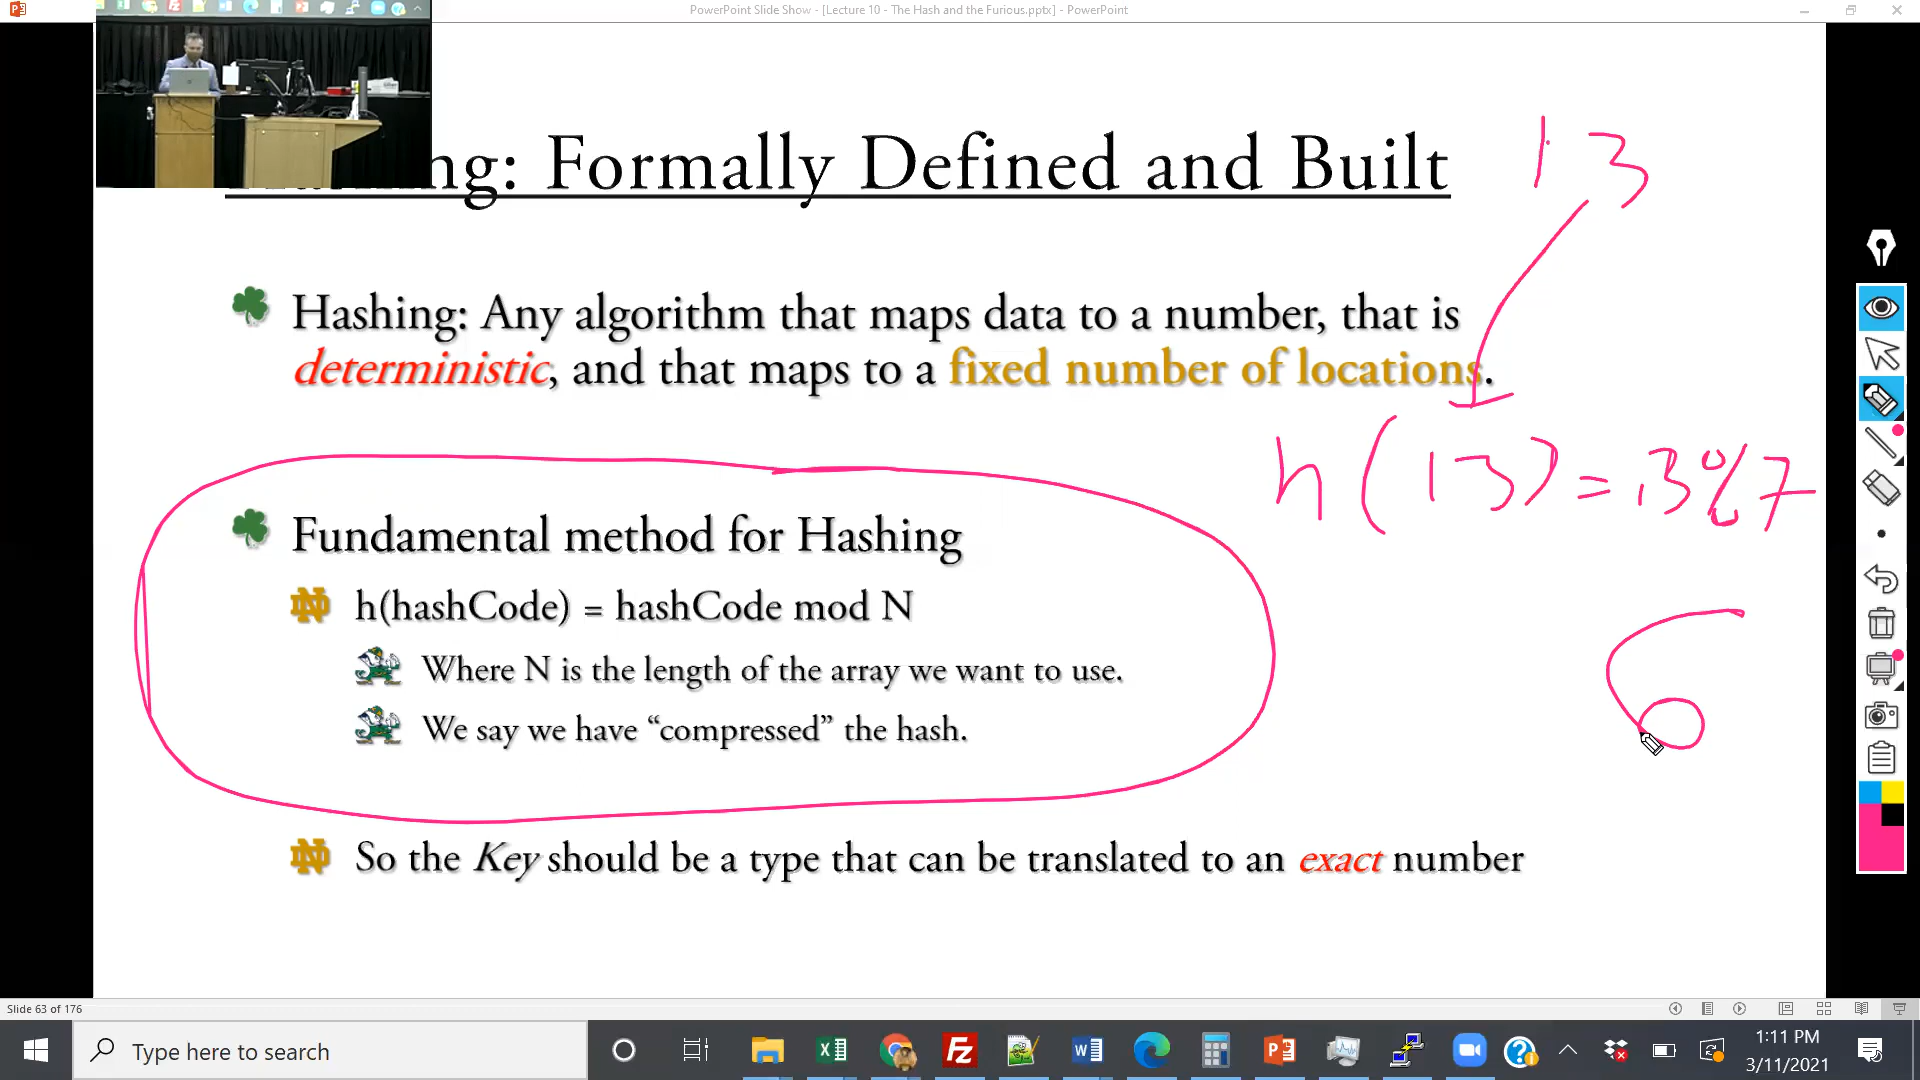 PowerPoint Slide Show - [Lecture 10 - The Hash and the Furious.pptx] - PowerPoint
ng: Formally Defined and Built
13
Hashing: Any algorithm that maps data to a number, that is
deterministic, and that maps to a fixed number of locations.
h(13)=13%7
Fundamental method for Hashing
h(hashCode) = hashCode mod N
Where N is the length of the array we want to use.
We say we have “compressed” the hash.
6
So the Key should be a type that can be translated to an exact number
Slide 63 of 176
Type here to search
1:11 PM
3/11/2021